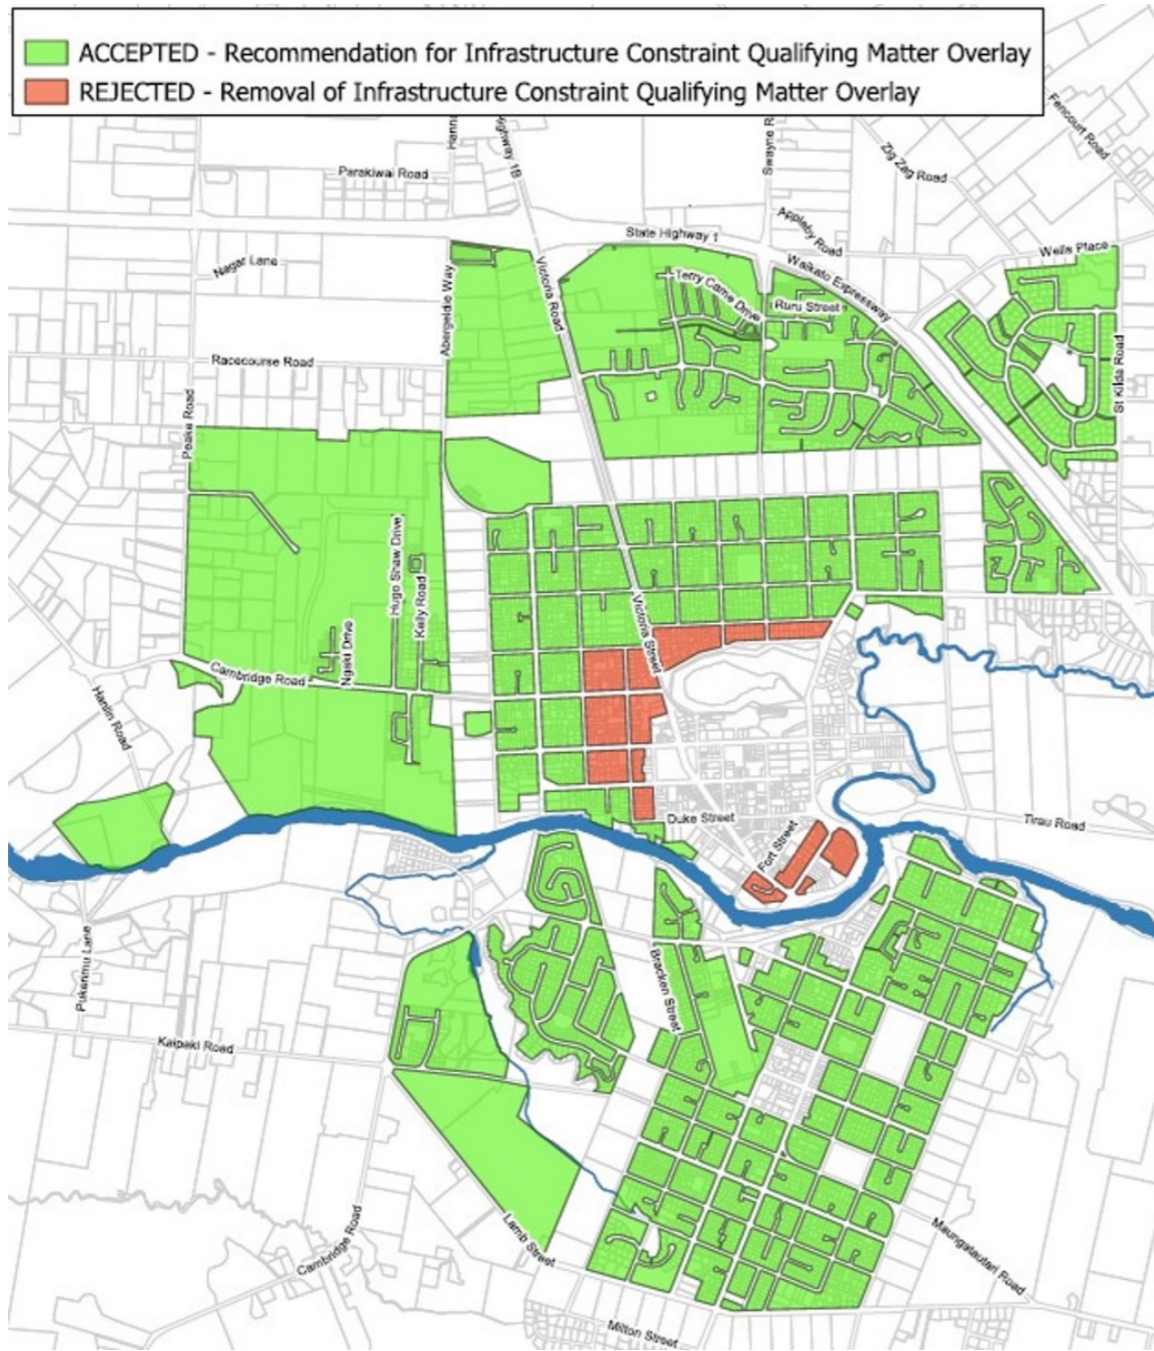 ACCEPTED - Recommendation for Infrastructure Constraint Qualifying Matter Overlay
REJECTED - Removal of Infrastructure Constraint Qualifying Matter Overlay
Fencourt Road
Swayne R
Zig Zag Road
Parakiwai Road
Appleby Road
State Highway 1
Wells Place
Nagar Lane
Waikato Expressway
Terry Came Drive
Ruru Street
Victoria Road
Abergeldie Way
St Kilda Road
Racecourse Road
Peake Road
Hugo Shaw Drive
Kelly Road
Victoria Street
Ngaki Drive
Cambridge Road
Hanlin Road
Duke Street
Tirau Road
Fort Street
Pukerimu Lane
Bracken Street
Kaipaki Road
Lamb Street
Cambridge Road
Maungatautari Road
Milton Street